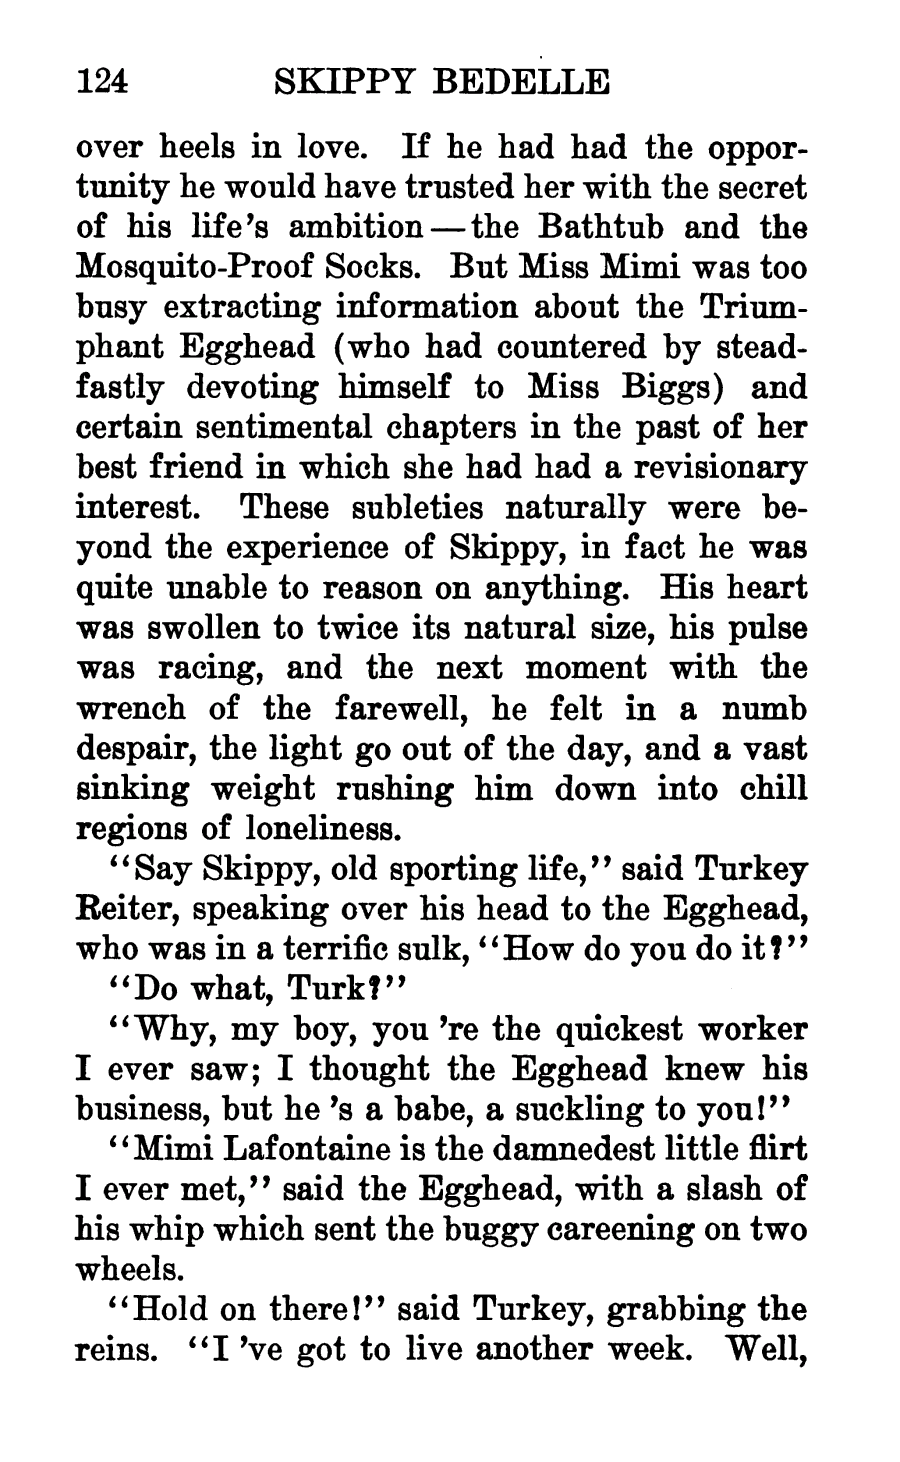 124 SKIPPY BEDELLE
over heels in love. If he had had the oppor-
tunity he would have trusted her with the secret
of his life's ambition—the Bathtub and the
Mosquito-Proof Socks. But Miss Mimi was too
busy extracting information about the Trium-
phant Egghead (who had countered by stead-
fastly devoting himself to Miss Biggs) and
certain sentimental chapters in the past of her
best friend in which she had had a revisionary
interest. These subleties naturally were be-
yond the experience of Skippy, in fact he was
quite unable to reason on anything. His heart
was swollen to twice its natural size, his pulse
was racing, and the next moment with the
wrench of the farewell, he felt in a numb
despair, the light go out of the day, and a vast
sinking weight rushing him down into chill
regions of loneliness.
"Say Skippy, old sporting life," said Turkey
Reiter, speaking over his head to the Egghead,
who was in a terrific sulk, "How do you do it?"
"Do what, Turk?"
"Why, my boy, you 're the quickest worker
I ever saw; I thought the Egghead knew his
business, but he 's a babe, a suckling to you!"
"Mimi Lafontaine is the damnedest little flirt
I ever met," said the Egghead, with a slash of
his whip which sent the buggy careening on two
wheels.
"Hold on there!" said Turkey, grabbing the
reins. "I 've got to live another week. Well,